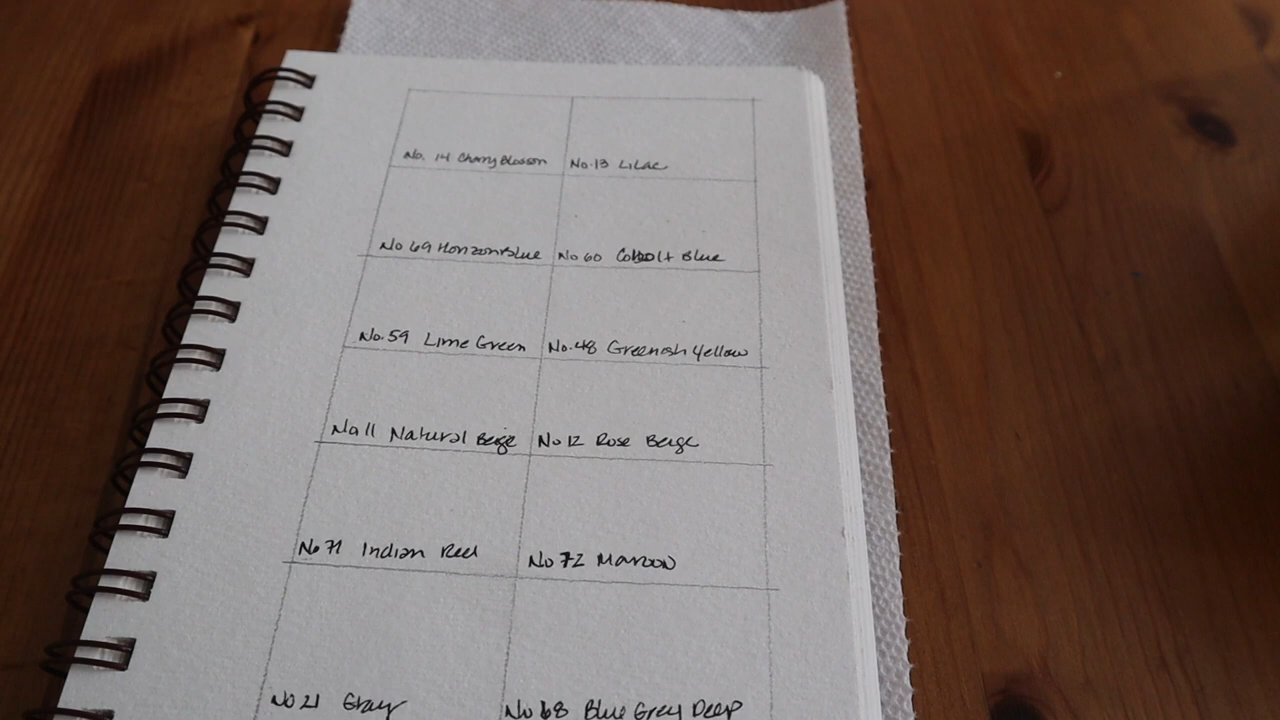 No. 14 Cherry Blossom
No. 13 Lilac
No 69 Horizon Blue
No 60 Cobolt Blue
No. 59 Lime Green
No. 48 Greenish Yellow
No 11 Natural Beige
No 12 Rose Beige
No 71 Indian Red
No 72 Maroon
No 21 Gray
No 68 Blue Grey Deep